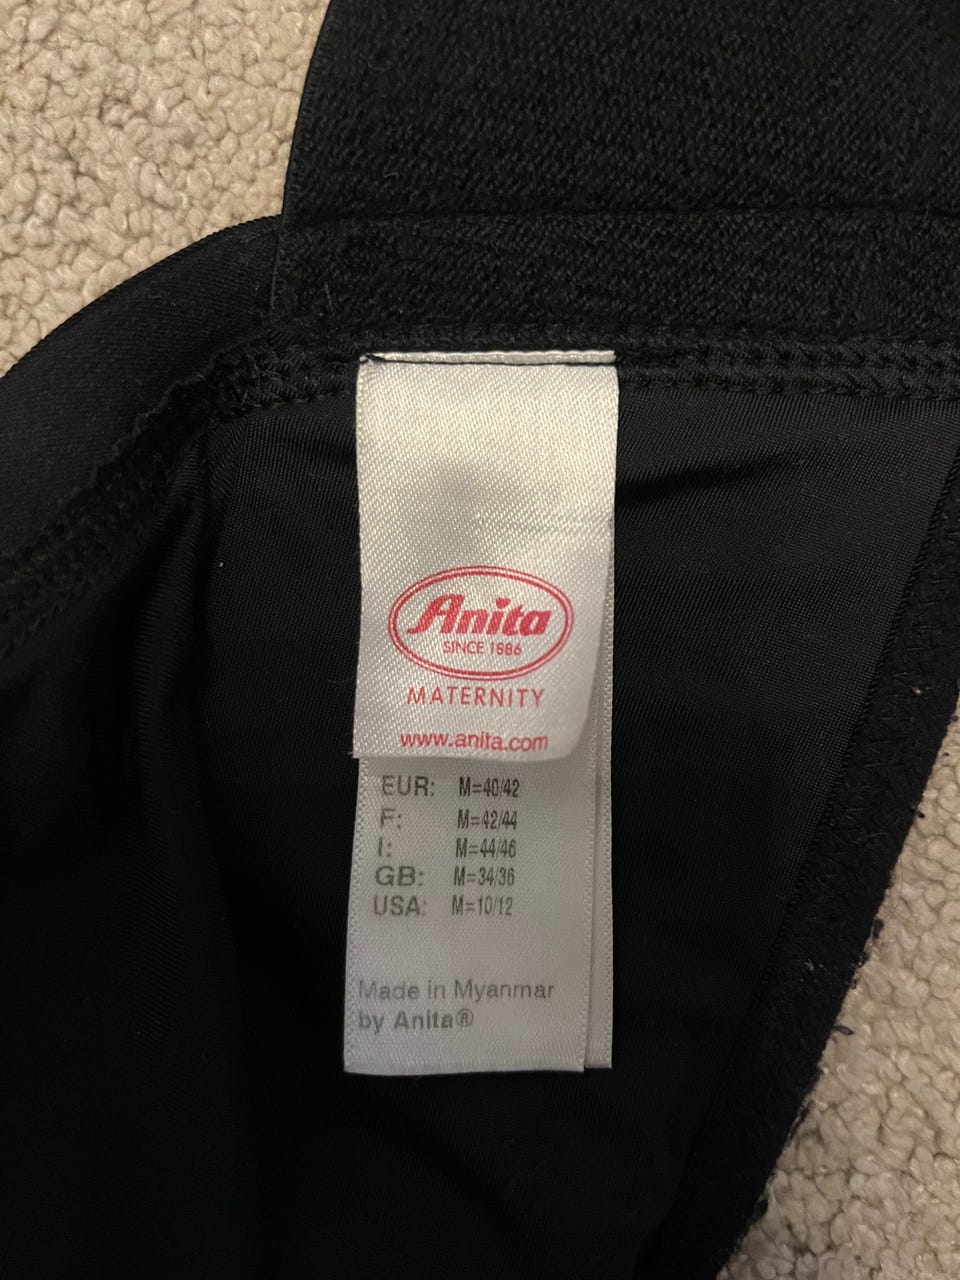 Anita
SINCE 1886
MATERNITY
www.anita.com
EUR: M=40/42
F: M=42/44
I: M=44/46
GB: M=34/36
USA: M=10/12
Made in Myanmar
by Anita®